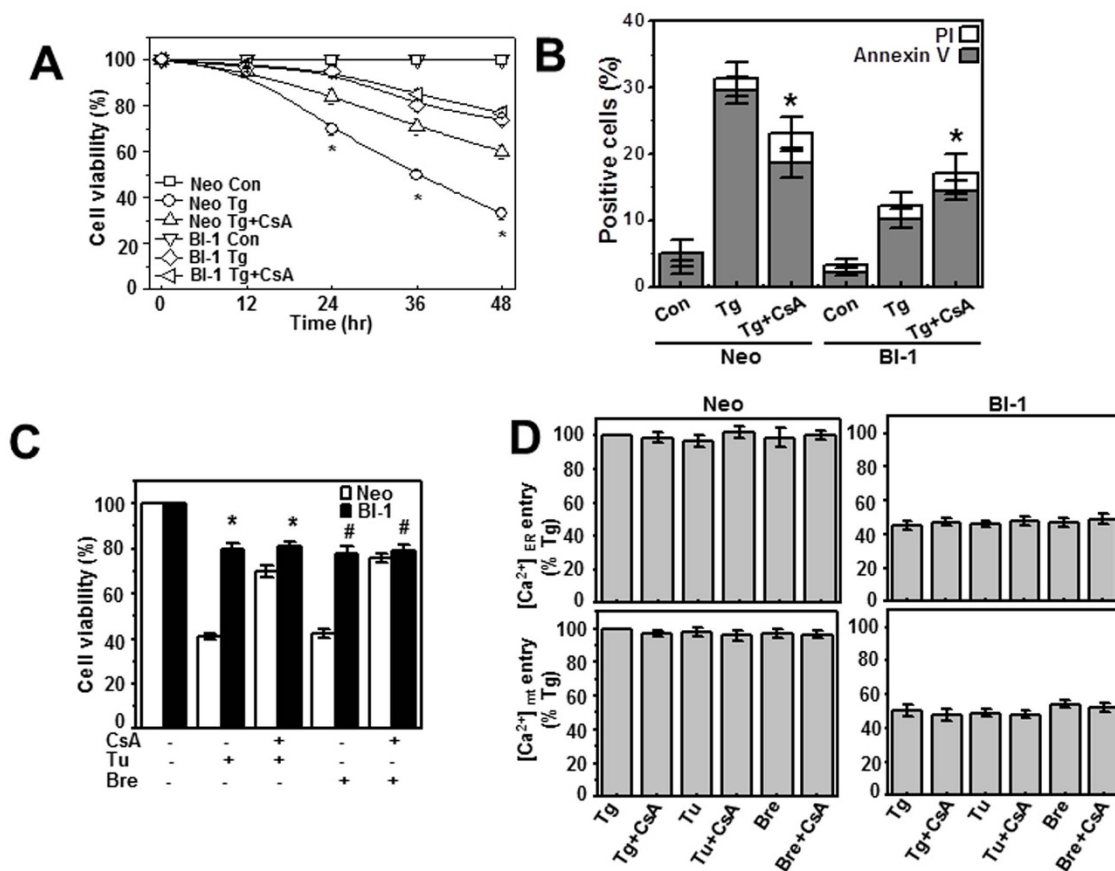 A
Cell viability (%)
100
80
60
40
20
0
Neo Con
Neo Tg
Neo Tg+CsA
BI-1 Con
BI-1 Tg
BI-1 Tg+CsA
* * *
0 12 24 36 48
Time (hr)
B
Positive cells (%)
40
30
20
10
0
PI
Annexin V
* *
Con Tg Tg+CsA Con Tg Tg+CsA
Neo BI-1
C
Cell viability (%)
100
80
60
40
20
0
Neo
BI-1
* * # #
CsA - - + - +
Tu - + + - -
Bre - - - + +
D
Neo BI-1
[Ca2+] ER entry
(% Tg)
100
80
60
40
20
0
100
80
60
40
20
0
[Ca2+] mt entry
(% Tg)
100
80
60
40
20
0
100
80
60
40
20
0
Tg Tg+CsA Tu Tu+CsA Bre Bre+CsA
Tg Tg+CsA Tu Tu+CsA Bre Bre+CsA